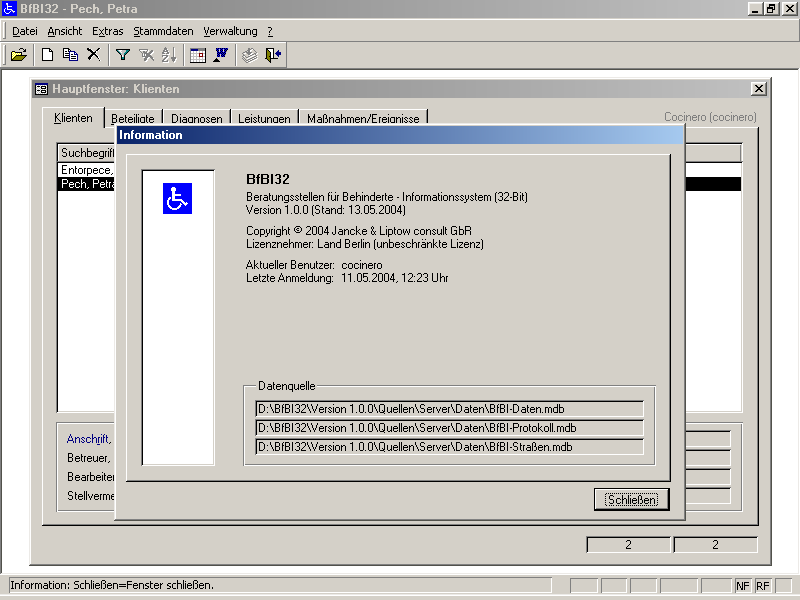 BfBI32 - Pech, Petra
Datei Ansicht Extras Stammdaten Verwaltung ?
Hauptfenster: Klienten
Klienten Beteiligte Diagnosen Leistungen Maßnahmen/Ereignisse
Cocinero (cocinero)
Information
Entorpece,
Pech, Petra
BfBI32
Beratungsstellen für Behinderte - Informationssystem (32-Bit)
Version 1.0.0 (Stand: 13.05.2004)
Copyright © 2004 Jancke & Liptow consult GbR
Lizenznehmer: Land Berlin (unbeschränkte Lizenz)
Aktueller Benutzer: cocinero
Letzte Anmeldung: 11.05.2004, 12:23 Uhr
Datenquelle
D:\BfBI32\Version 1.0.0\Quellen\Server\Daten\BfBI-Daten.mdb
D:\BfBI32\Version 1.0.0\Quellen\Server\Daten\BfBI-Protokoll.mdb
D:\BfBI32\Version 1.0.0\Quellen\Server\Daten\BfBI-Straßen.mdb
Anschrift,
Betreuer,
Schließen
2 2
Information: Schließen=Fenster schließen.
NF RF